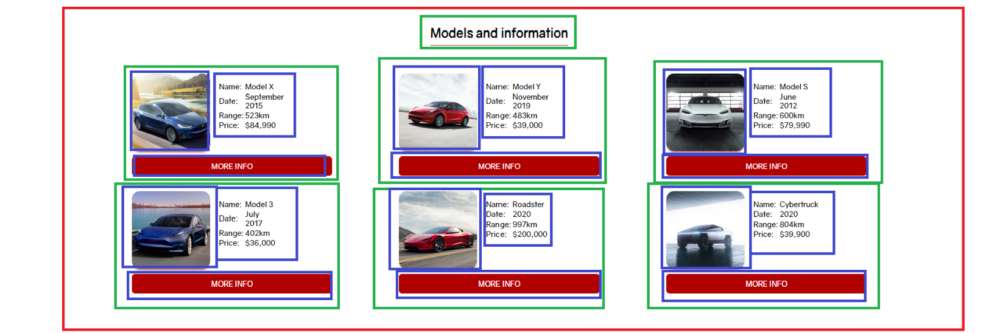 Models and information
Name: Model X
Date: September
2015
Range: 523km
Price: $84,990
MORE INFO
Name: Model Y
Date: November
2019
Range: 483km
Price: $39,000
MORE INFO
Name: Model S
Date: June
2012
Range: 600km
Price: $79,990
MORE INFO
Name: Model 3
Date: July
2017
Range: 402km
Price: $36,000
MORE INFO
Name: Roadster
Date: 2020
Range: 997km
Price: $200,000
MORE INFO
Name: Cybertruck
Date: 2020
Range: 804km
Price: $39,900
MORE INFO